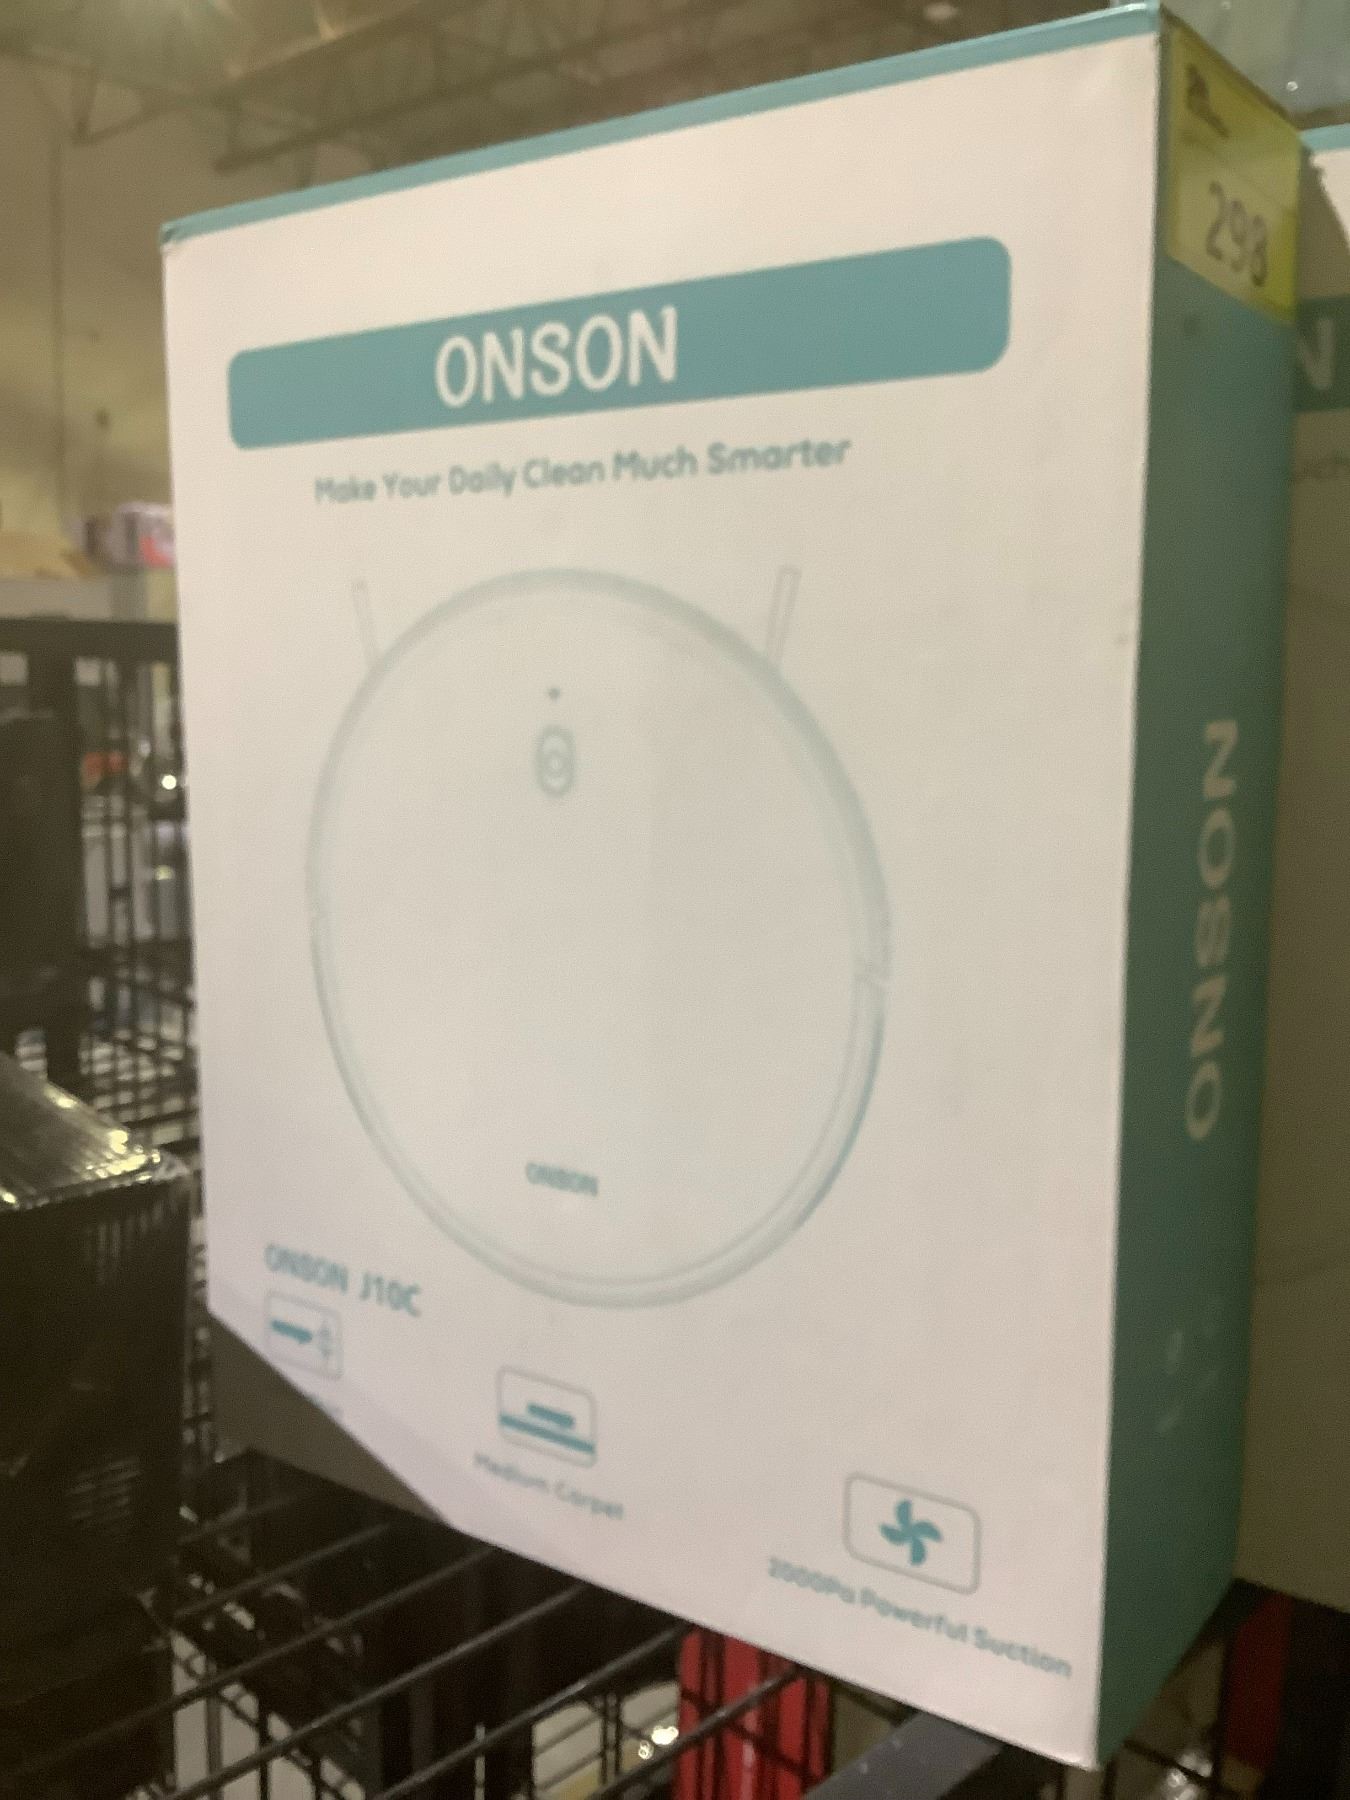 ONSON
Make Your Daily Clean Much Smarter
298
ONSON
ONSON
ONSON J10C
Medium Carpet
2000Pa Powerful Suction
N